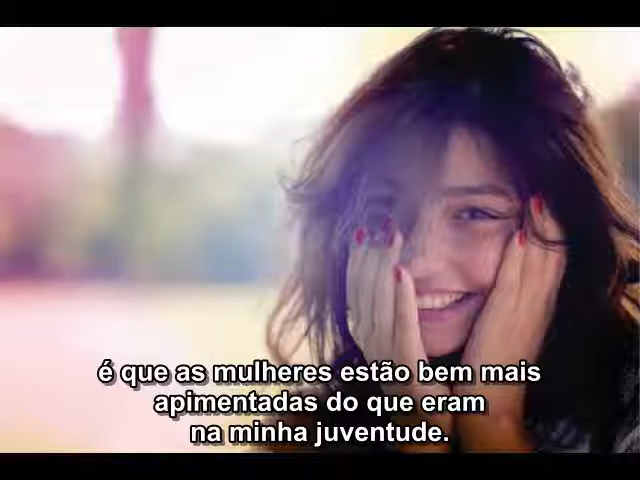 é que as mulheres estão bem mais
apimentadas do que eram
na minha juventude.